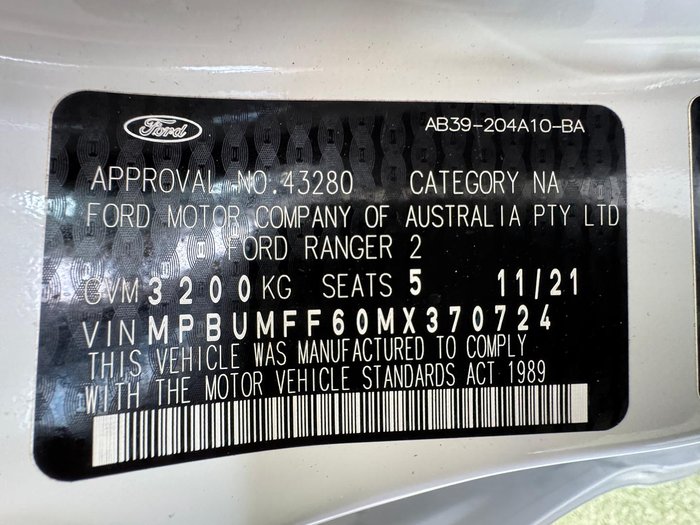 Ford
AB39-204A10-BA
APPROVAL NO.43280 CATEGORY NA
FORD MOTOR COMPANY OF AUSTRALIA PTY LTD
FORD RANGER 2
GVM 3200 KG SEATS 5 11/21
VIN MPBUMFF60MX370724
THIS VEHICLE WAS MANUFACTURED TO COMPLY
WITH THE MOTOR VEHICLE STANDARDS ACT 1989